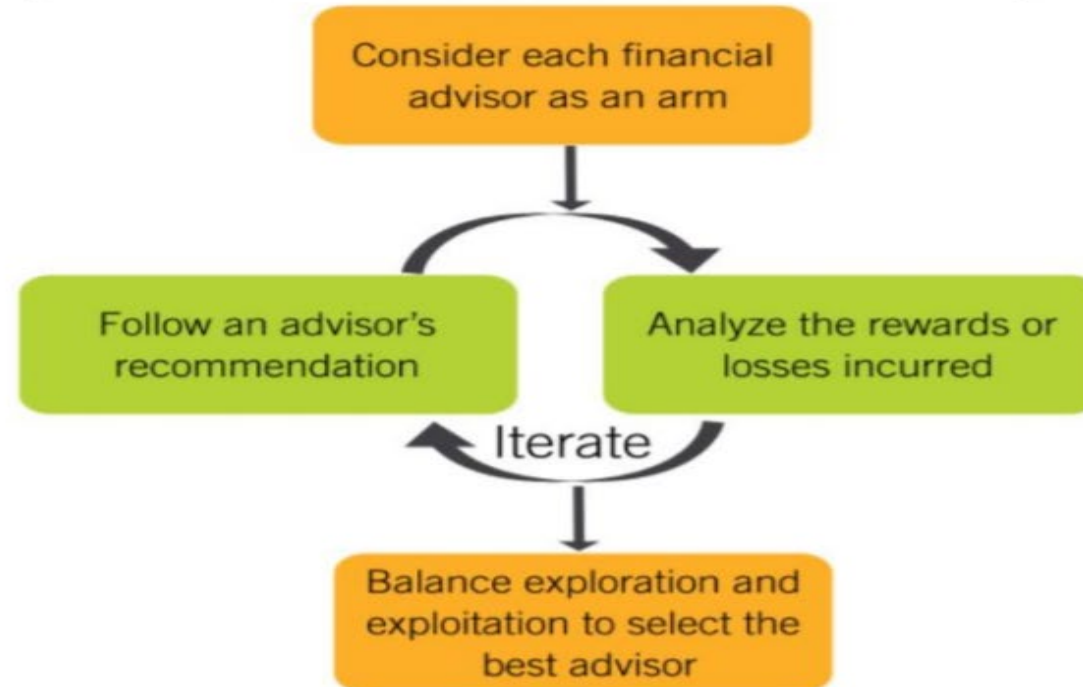 Consider each financial
advisor as an arm
Follow an advisor's
recommendation
Analyze the rewards or
losses incurred
Iterate
Balance exploration and
exploitation to select the
best advisor